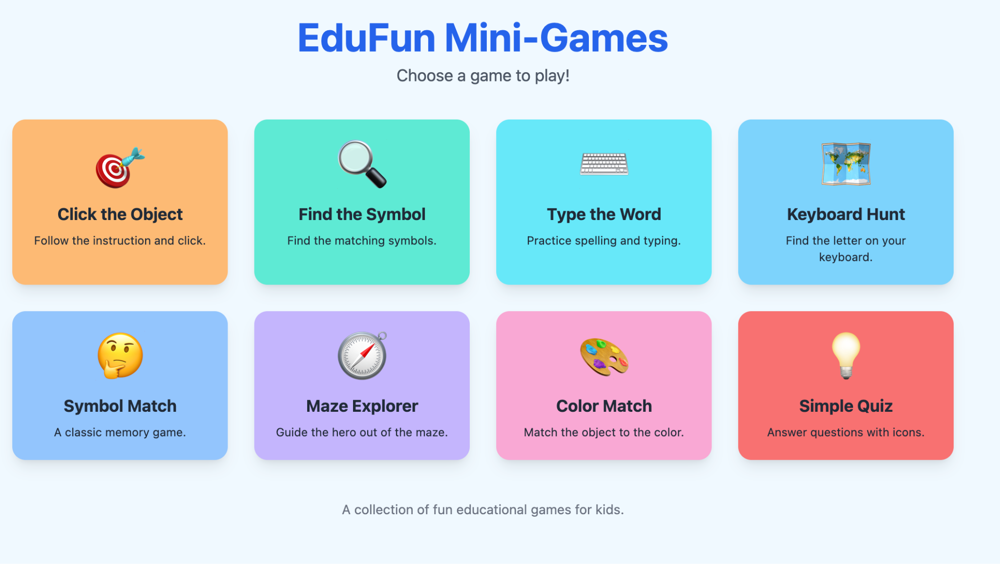 EduFun Mini-Games
Choose a game to play!
Click the Object
Follow the instruction and click.
Find the Symbol
Find the matching symbols.
Type the Word
Practice spelling and typing.
Keyboard Hunt
Find the letter on your
keyboard.
Symbol Match
A classic memory game.
Maze Explorer
Guide the hero out of the maze.
Color Match
Match the object to the color.
Simple Quiz
Answer questions with icons.
A collection of fun educational games for kids.